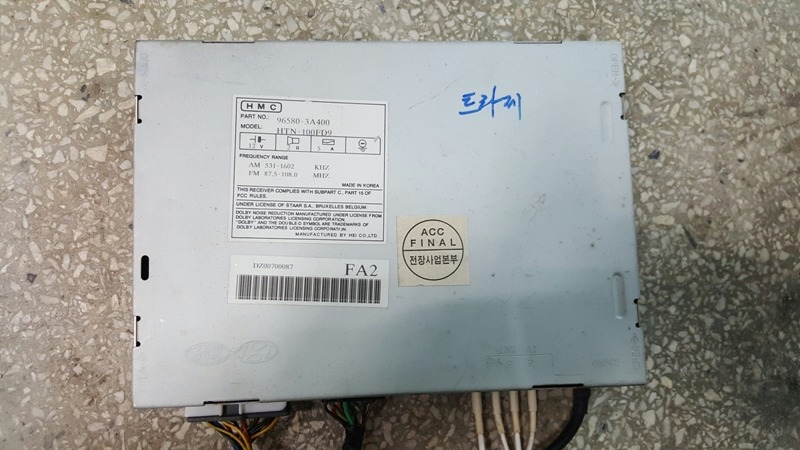 HMC
PART NO.: 96580-3A400
MODEL: HTN-100FD9
12 V
2 Ω
5 A
FREQUENCY RANGE
AM 531-1602 KHZ
FM 87.5-108.0 MHZ
MADE IN KOREA
THIS RECEIVER COMPLIES WITH SUBPART C, PART 15 OF
FCC RULES.
UNDER LICENSE OF STAAR S.A., BRUXELLES BELGIUM:
DOLBY NOISE REDUCTION MANUFACTURED UNDER LICENSE FROM
DOLBY LABORATORIES LICENSING CORPORATION.
"DOLBY" AND THE DOUBLE-D SYMBOL ARE TRADEMARKS OF
DOLBY LABORATORIES LICENSING CORPORATION.
MANUFACTURED BY HEI CO.,LTD.
트라제
ACC
FINAL
전장사업본부
DZ00700087 FA2